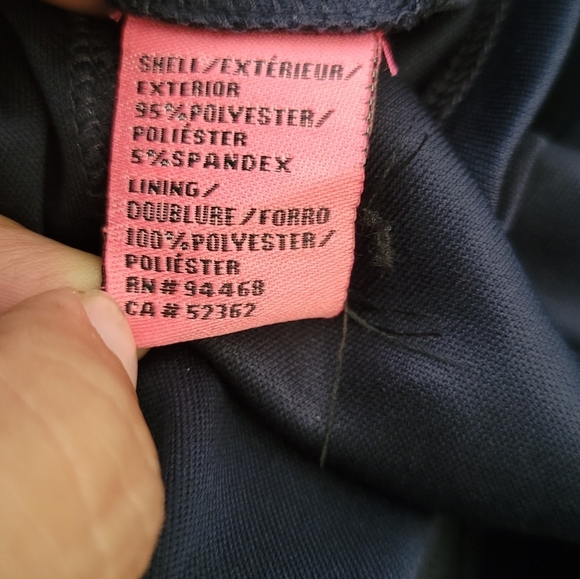 SHELL/EXTÉRIEUR/
EXTERIOR
95%POLYESTER/
POLIÉSTER
5%SPANDEX
LINING/
DOUBLURE/FORRO
100%POLYESTER/
POLIÉSTER
RN # 94468
CA # 52362